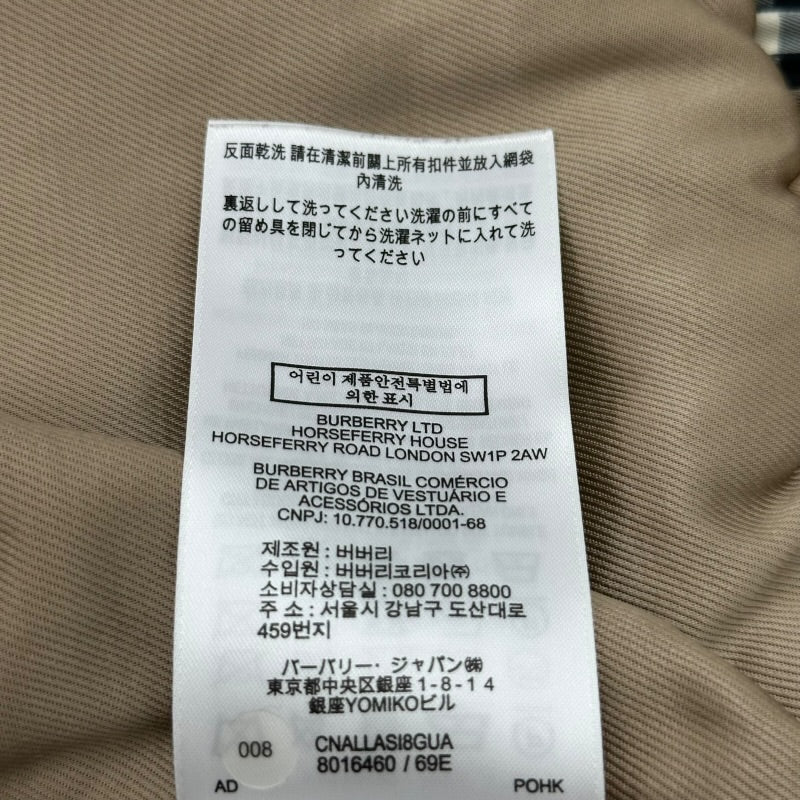 反面乾洗 請在清潔前關上所有扣件並放入網袋
內清洗
裏返しして洗ってください洗濯の前にすべて
の留め具を閉じてから洗濯ネットに入れて洗
ってください
어린이 제품안전특별법에
의한 표시
BURBERRY LTD
HORSEFERRY HOUSE
HORSEFERRY ROAD LONDON SW1P 2AW
BURBERRY BRASIL COMÉRCIO
DE ARTIGOS DE VESTUÁRIO E
ACESSÓRIOS LTDA.
CNPJ: 10.770.518/0001-68
제조원 : 버버리
수입원 : 버버리코리아㈜
소비자상담실 : 080 700 8800
주 소 : 서울시 강남구 도산대로
459번지
バーバリー・ジャパン㈱
東京都中央区銀座1-8-14
銀座YOMIKOビル
008 CNALLASI8GUA
8016460 / 69E
AD POHK